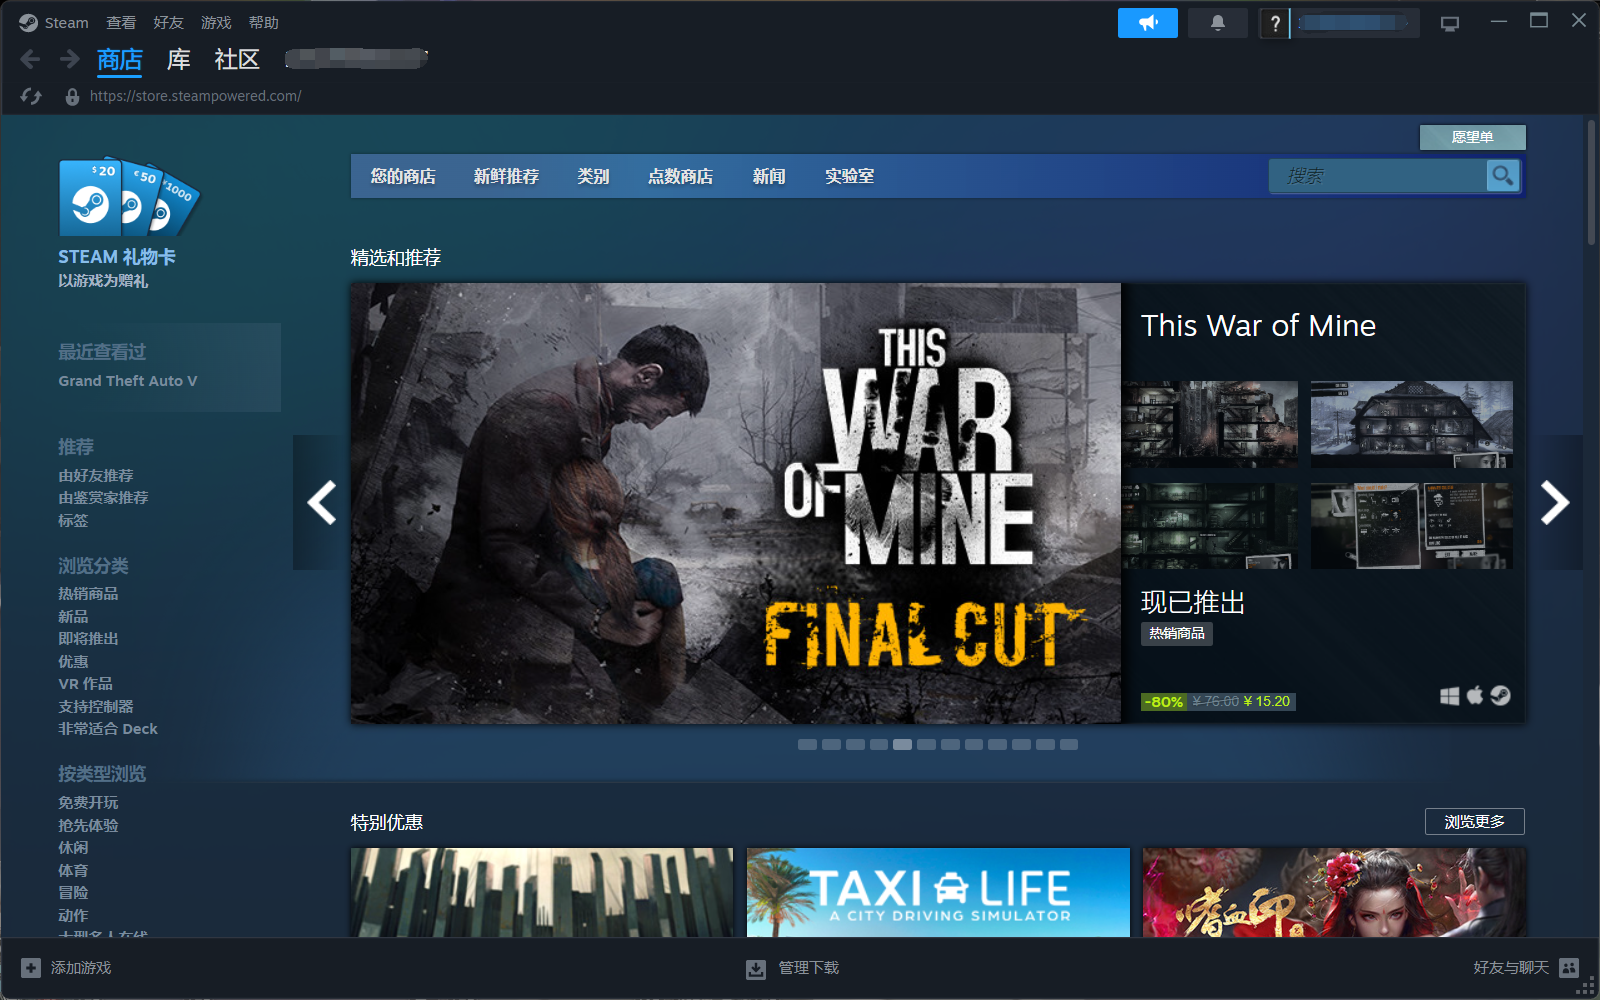 Steam 查看 好友 游戏 帮助
?
商店 库 社区
https://store.steampowered.com/
愿望单
$20 €50 ¥1000
您的商店 新鲜推荐 类别 点数商店 新闻 实验室 搜索
STEAM 礼物卡
以游戏为赠礼
精选和推荐
最近查看过
Grand Theft Auto V
推荐
由好友推荐
由鉴赏家推荐
标签
浏览分类
热销商品
新品
即将推出
优惠
VR 作品
支持控制器
非常适合 Deck
按类型浏览
免费开玩
抢先体验
休闲
体育
冒险
动作
大型多人在线
THIS
WAR
OF MINE
FINAL CUT
This War of Mine
现已推出
热销商品
-80% ¥ 76.00 ¥ 15.20
特别优惠
浏览更多
TAXI LIFE
A CITY DRIVING SIMULATOR
嗜血印
添加游戏
管理下载
好友与聊天